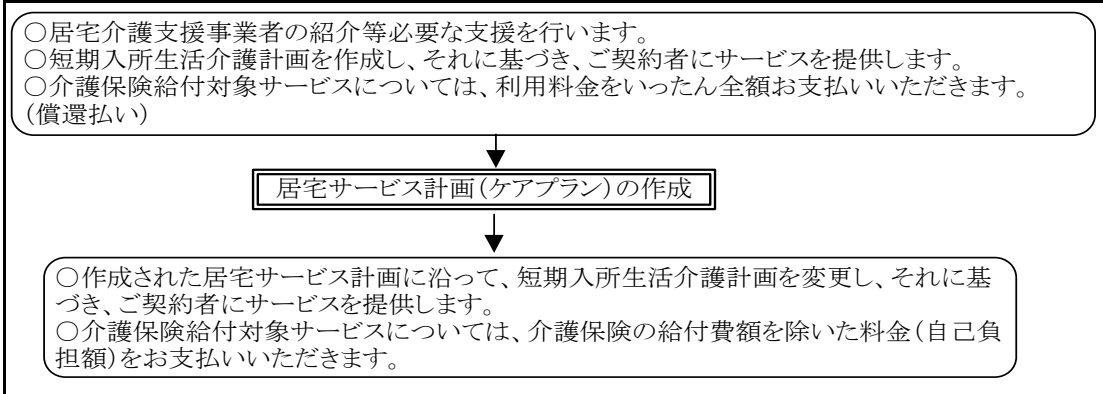 ○居宅介護支援事業者の紹介等必要な支援を行います。
○短期入所生活介護計画を作成し、それに基づき、ご契約者にサービスを提供します。
○介護保険給付対象サービスについては、利用料金をいったん全額お支払いいただきます。
(償還払い)
居宅サービス計画(ケアプラン)の作成
○作成された居宅サービス計画に沿って、短期入所生活介護計画を変更し、それに基
づき、ご契約者にサービスを提供します。
○介護保険給付対象サービスについては、介護保険の給付費額を除いた料金(自己負
担額)をお支払いいただきます。